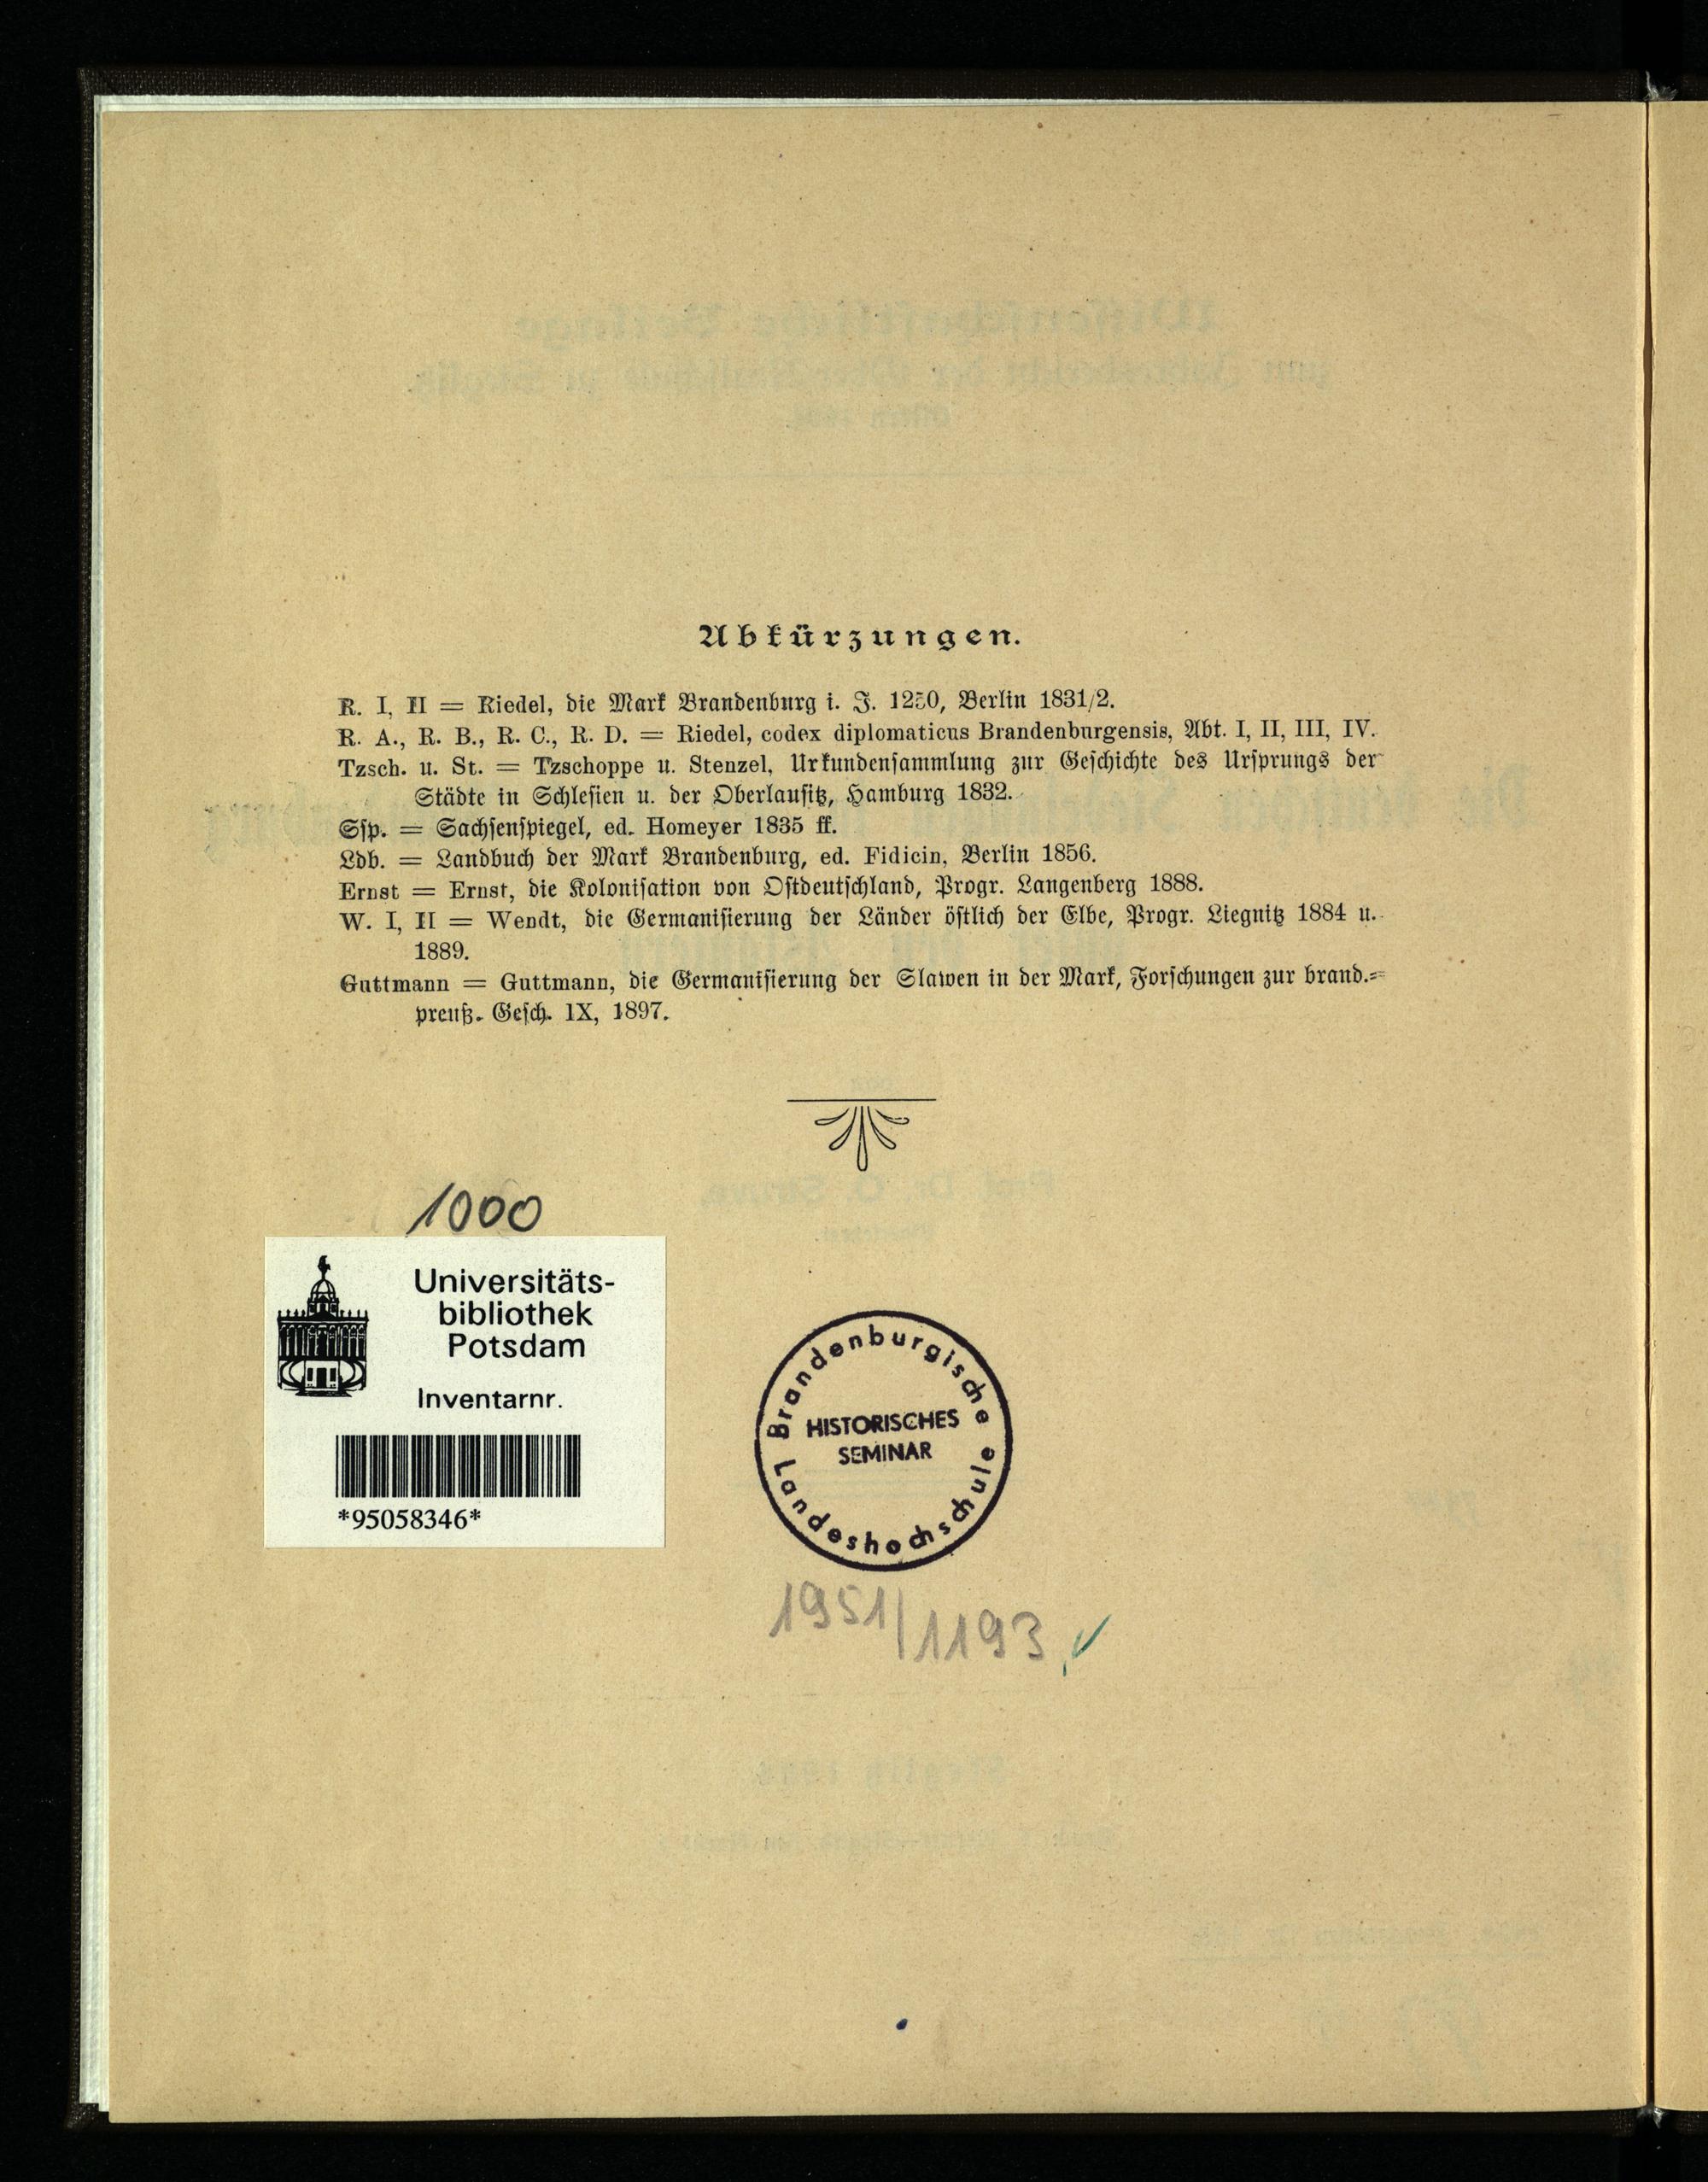 Abkürzungen.
R. I, II = Riedel, die Mark Brandenburg i. J. 1250, Berlin 1831/2.
R. A., R. B., R. C., R. D. = Riedel, codex diplomaticus Brandenburgensis, Abt. I, II, III, IV.
Tzsch. u. St. = Tzschoppe u. Stenzel, Urkundensammlung zur Geschichte des Ursprungs der
Städte in Schlesien u. der Oberlausitz, Hamburg 1832.
Ssp. = Sachsenspiegel, ed. Homeyer 1835 ff.
Ldb. = Landbuch der Mark Brandenburg, ed. Fidicin, Berlin 1856.
Ernst = Ernst, die Kolonisation von Ostdeutschland, Progr. Langenberg 1888.
W. I, II = Wendt, die Germanisierung der Länder östlich der Elbe, Progr. Liegnitz 1884 u.
1889.
Guttmann = Guttmann, die Germanisierung der Slawen in der Mark, Forschungen zur brand.-
preuß. Gesch. IX, 1897.
1000
Universitäts-
bibliothek
Potsdam
Inventarnr.
*95058346*
Brandenburgische
HISTORISCHES
SEMINAR
Landeshochschule
1951/1193